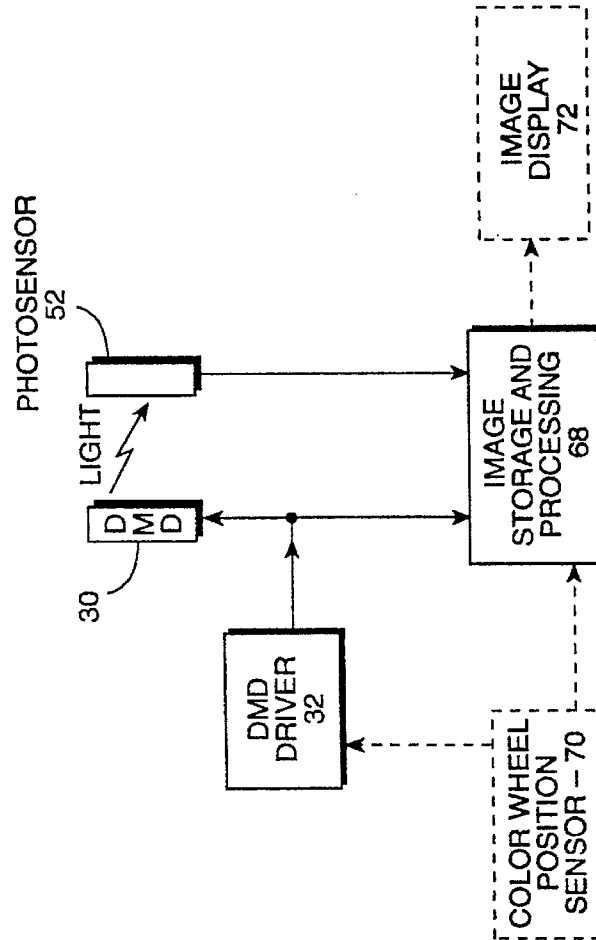 PHOTOSENSOR
52
LIGHT
30
D
M
D
DMD
DRIVER
32
COLOR WHEEL
POSITION
SENSOR–70
IMAGE
STORAGE AND
PROCESSING
68
IMAGE
DISPLAY
72